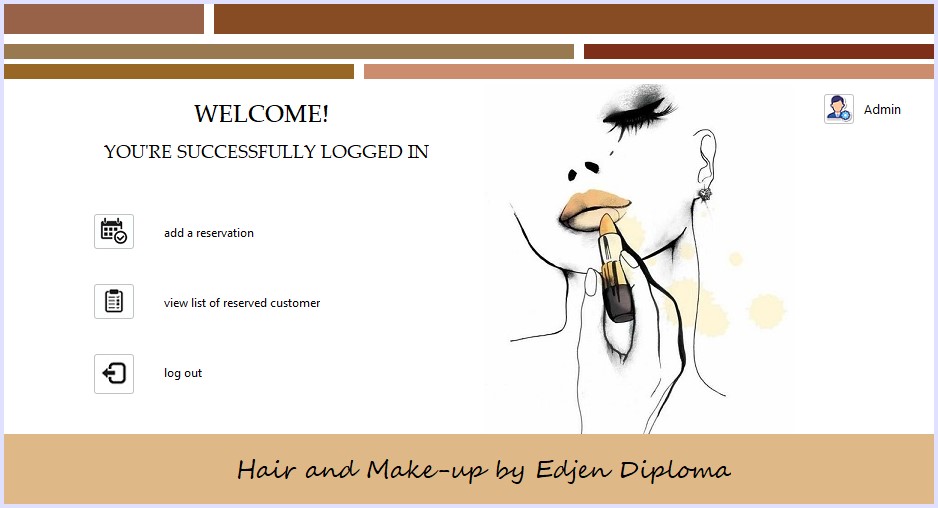 WELCOME!
Admin
YOU'RE SUCCESSFULLY LOGGED IN
add a reservation
view list of reserved customer
log out
Hair and Make-up by Edjen Diploma